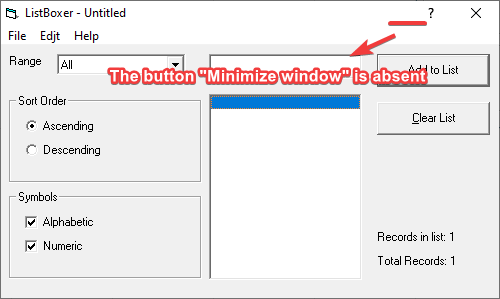 ListBoxer - Untitled ?
File Edjt Help
Range All Add to List
The button "Minimize window" is absent
Sort Order
Ascending
Descending
Clear List
Symbols
Alphabetic
Numeric
Records in list: 1
Total Records: 1